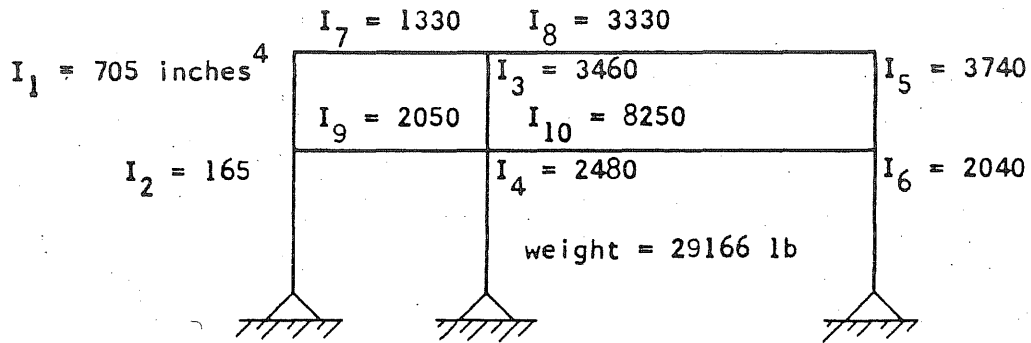 I₇ = 1330 I₈ = 3330
I₁ = 705 inches⁴ I₃ = 3460 I₅ = 3740
I₉ = 2050 I₁₀ = 8250
I₂ = 165 I₄ = 2480 I₆ = 2040
weight = 29166 lb